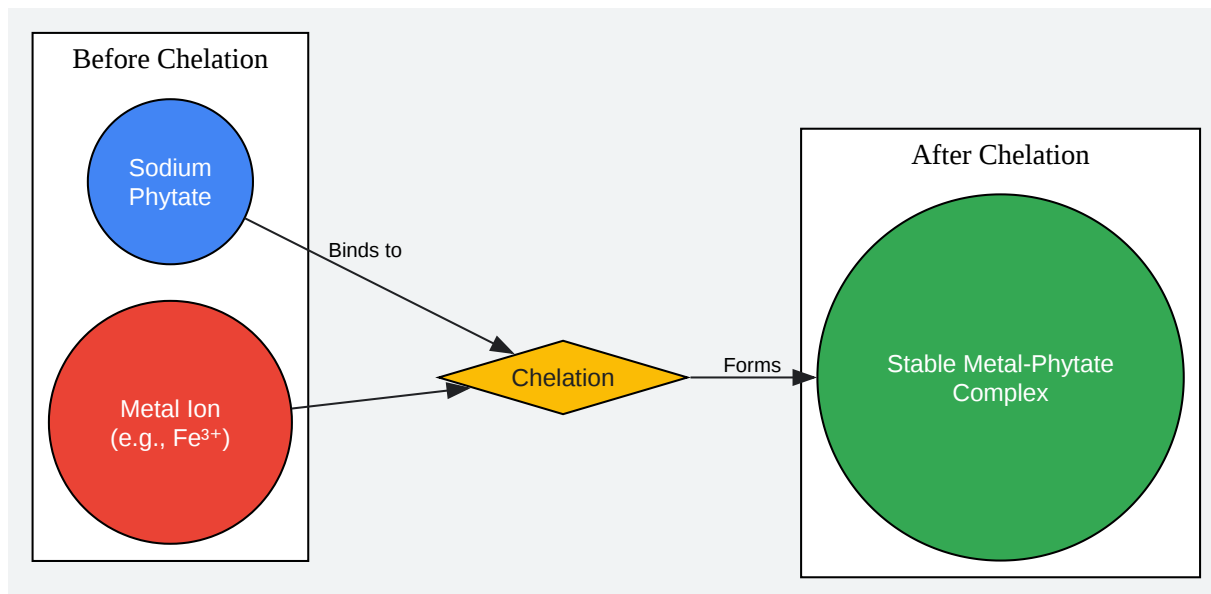 Before Chelation
Sodium
Phytate
Binds to
Metal Ion
(e.g., Fe³⁺)
Chelation
Forms
After Chelation
Stable Metal-Phytate
Complex